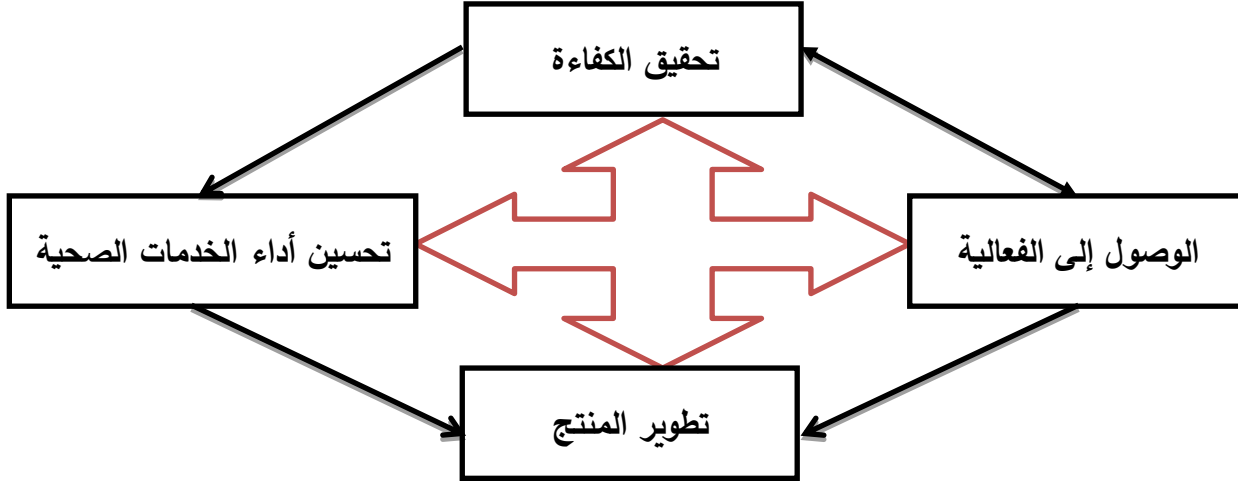 تحقيق الكفاءة
الوصول إلى الفعالية
تحسين أداء الخدمات الصحية
تطوير المنتج